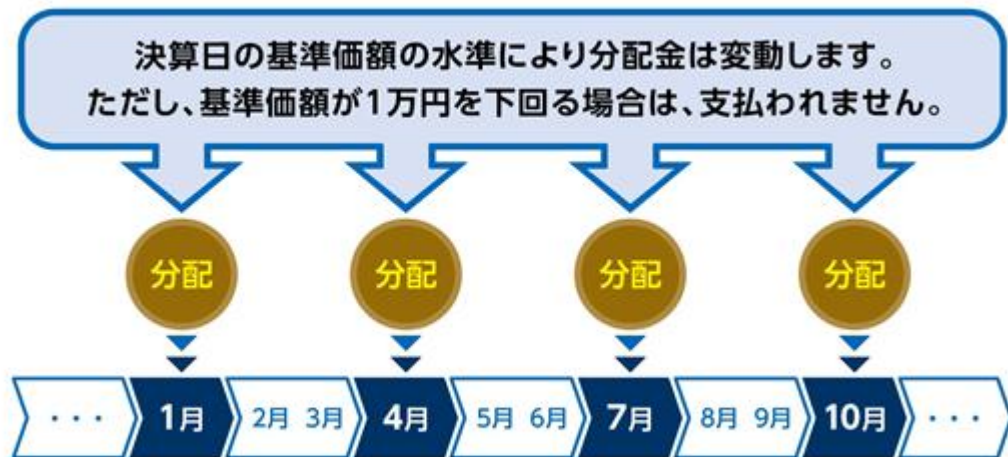 決算日の基準価額の水準により分配金は変動します。
ただし、基準価額が1万円を下回る場合は、支払われません。
分配 分配 分配 分配
・・・ 1月 2月 3月 4月 5月 6月 7月 8月 9月 10月 ・・・